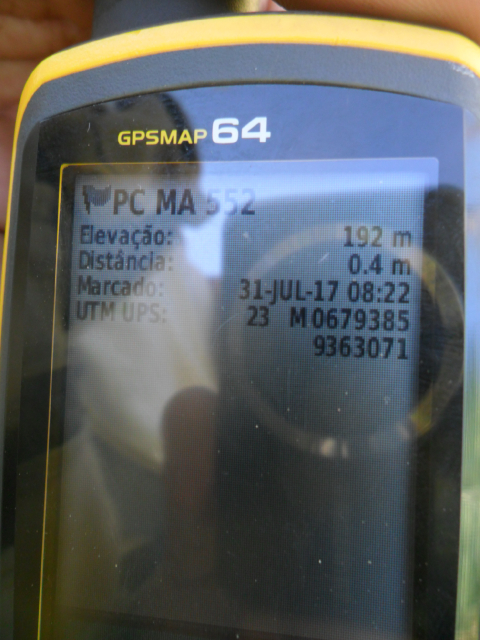 GPSMAP 64
PC MA 552
Elevação: 192 m
Distância: 0.4 m
Marcado: 31-JUL-17 08:22
UTM UPS: 23 M 0679385
9363071